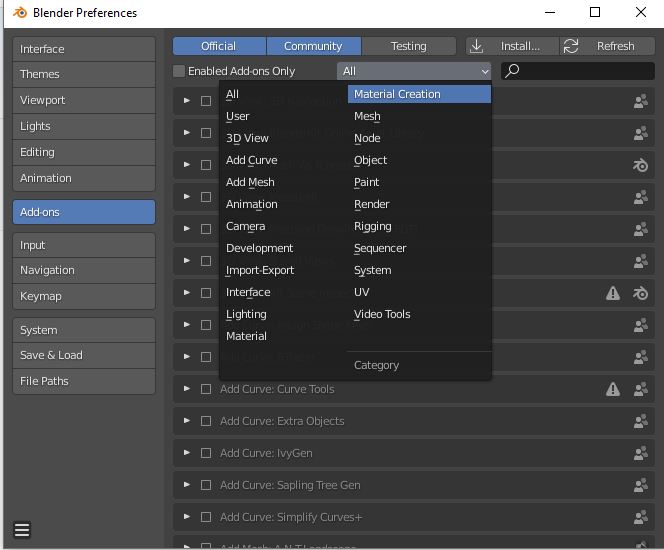 Blender Preferences
Interface
Themes
Viewport
Lights
Editing
Animation
Add-ons
Input
Navigation
Keymap
System
Save & Load
File Paths
Official Community Testing Install... Refresh
Enabled Add-ons Only All
All Material Creation
User Mesh
3D View Node
Add Curve Object
Add Mesh Paint
Animation Render
Camera Rigging
Development Sequencer
Import-Export System
Interface UV
Lighting Video Tools
Material
Category
Add Curve: Curve Tools
Add Curve: Extra Objects
Add Curve: IvyGen
Add Curve: Sapling Tree Gen
Add Curve: Simplify Curves+
Add Mesh: A.N.T.Landscape